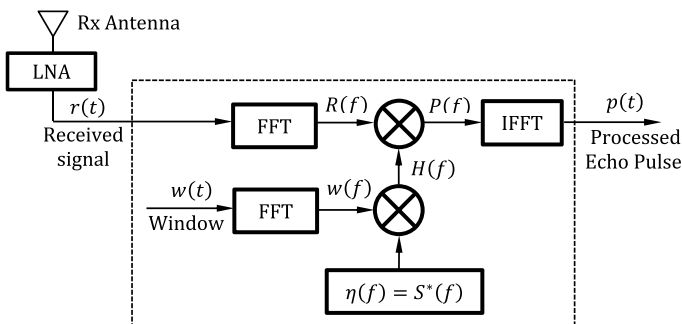 Rx Antenna
LNA
r(t)
Received
signal
FFT
R(f)
P(f)
IFFT
p(t)
Processed
Echo Pulse
H(f)
w(t)
Window
FFT
w(f)
η(f) = S*(f)